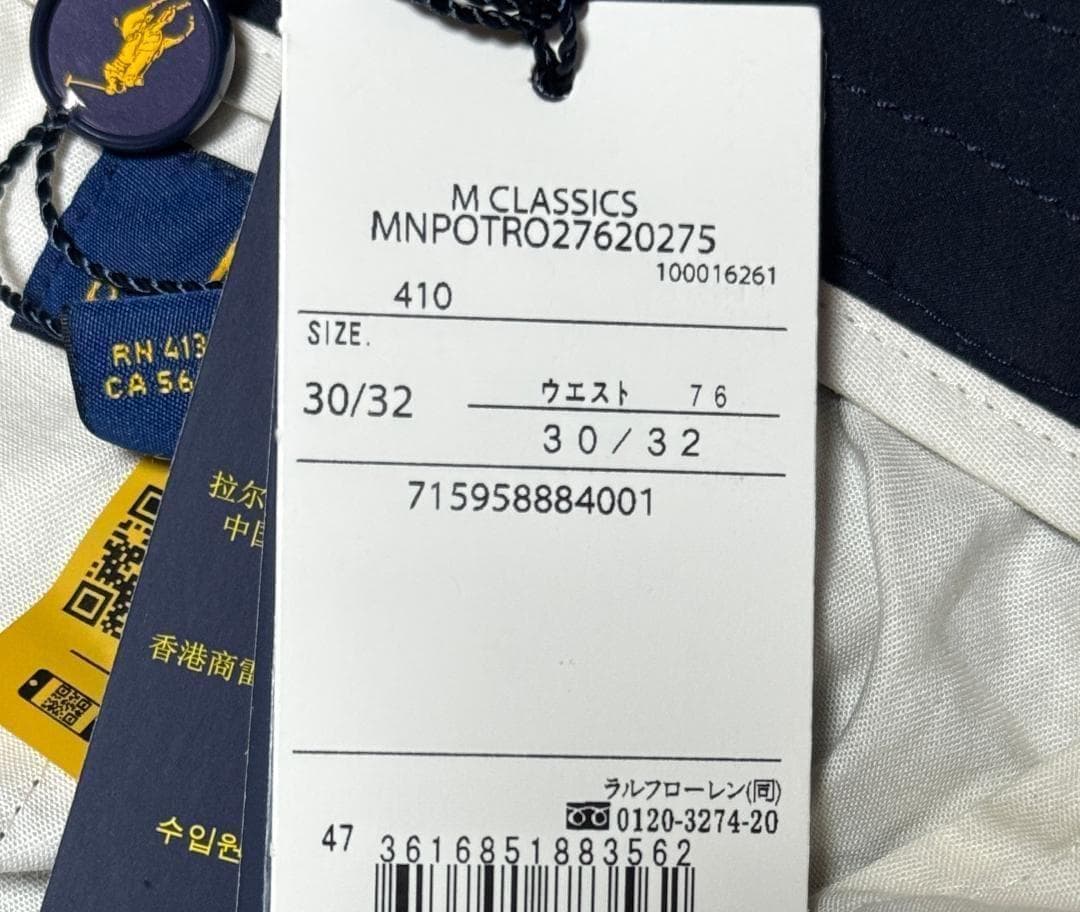 M CLASSICS
MNPOTRO27620275
100016261
410
SIZE.
30/32
ウエスト 76
30/32
715958884001
ラルフローレン(同)
0120-3274-20
47
3616851883562
RN 413
CA 56
拉尔
中国
香港商雷
수입원